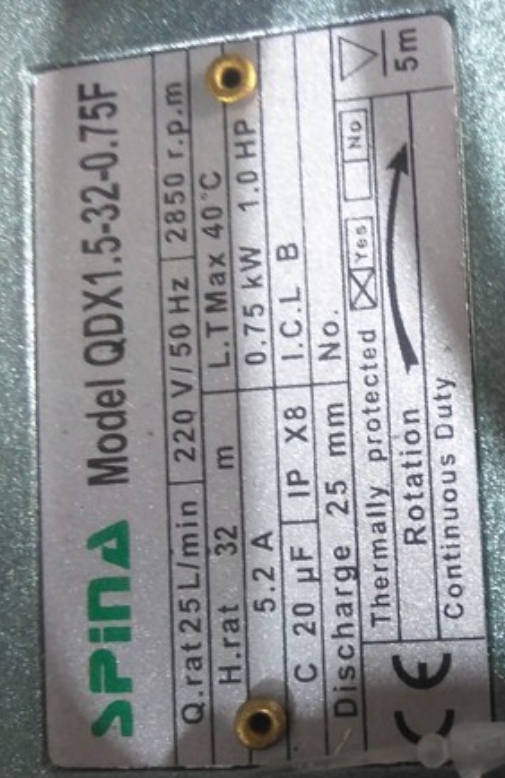 SPINA Model QDX1.5-32-0.75F
Q.rat 25 L/min 220 V/50 Hz 2850 r.p.m
H.rat 32 m L.TMax 40°C
5.2 A 0.75 kW 1.0 HP
C 20 µF IP X8 I.C.L B
Discharge 25 mm No.
Thermally protected Yes No
Rotation
Continuous Duty
CE
5m